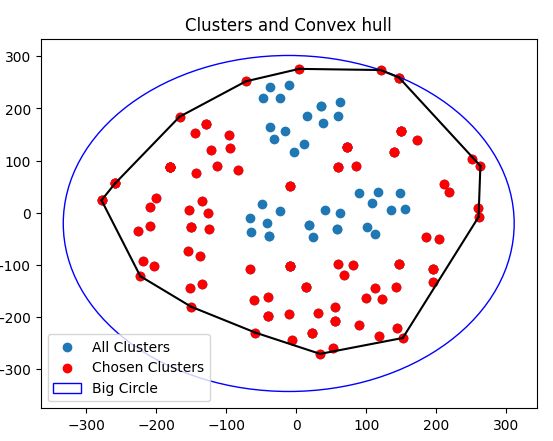 Clusters and Convex hull
300
200
100
0
−100
−200
−300
All Clusters
Chosen Clusters
Big Circle
−300 −200 −100 0 100 200 300